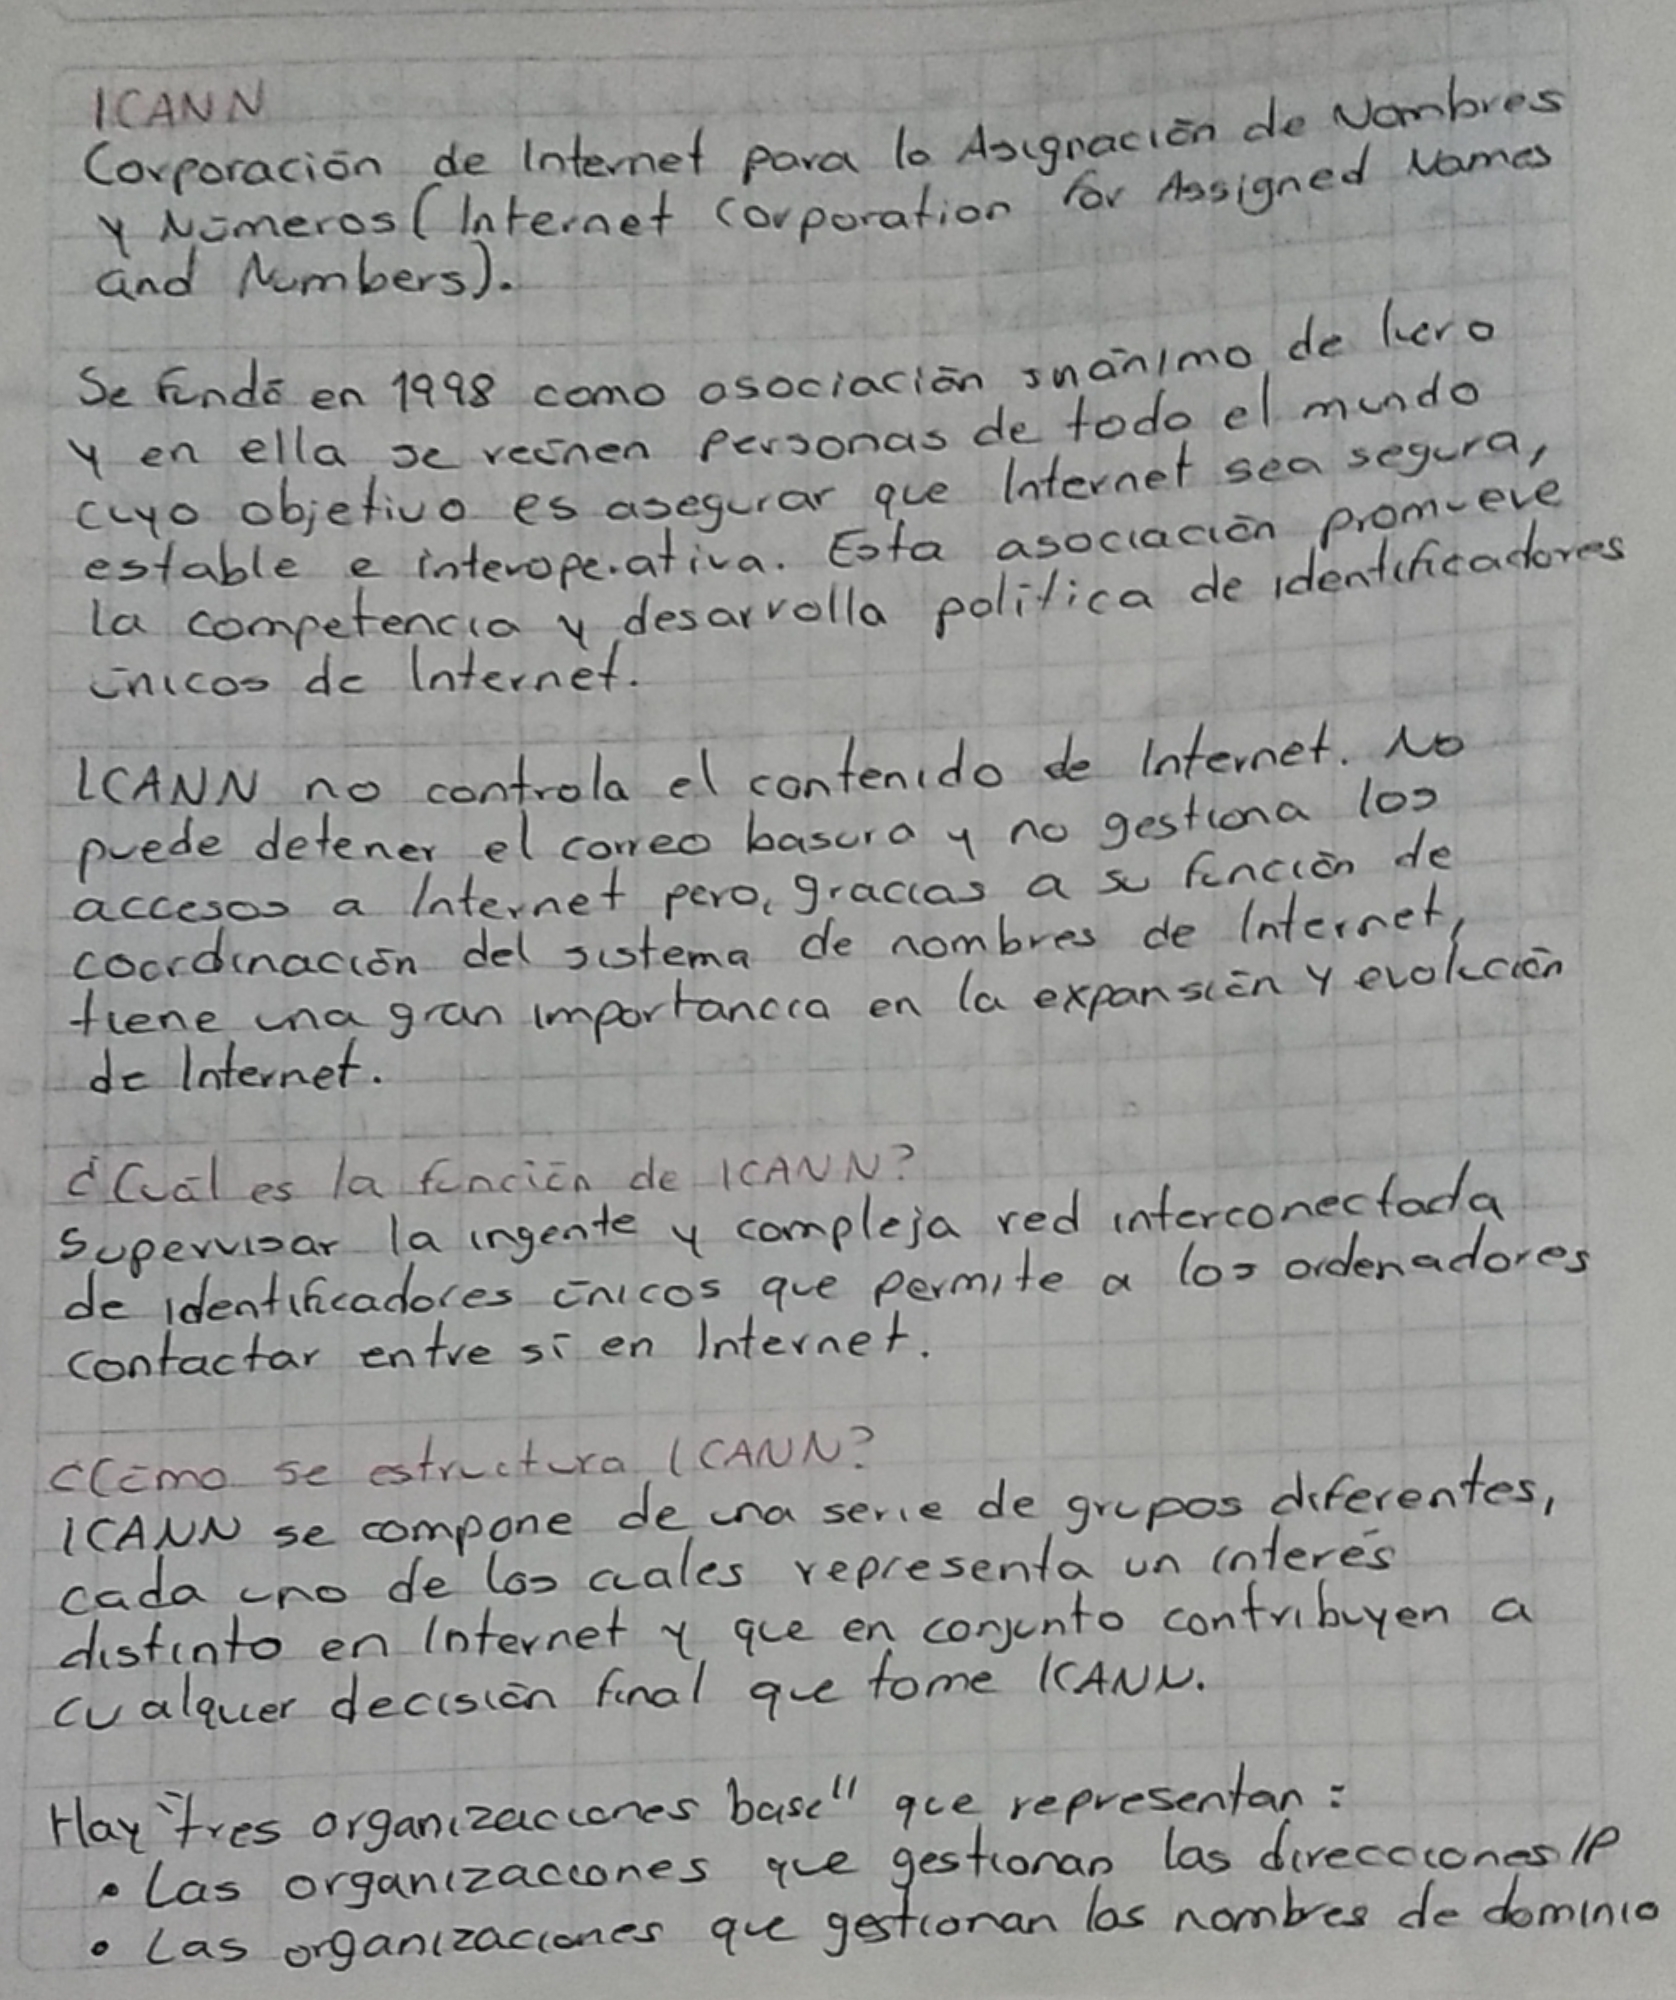 ICANN
Corporación de Internet para la Asignación de Nombres
y Números (Internet Corporation for Assigned Names
and Numbers).
Se fundó en 1998 como asociación de
y en ella se reúnen personas de todo el mundo
cuyo objetivo es asegurar que Internet sea segura,
estable e interoperativa. Esta asociación promueve
la competencia y desarrolla política de identificadores
únicos de Internet.
ICANN no controla el contenido de Internet. No
puede detener el correo basura y no gestiona los
accesos a Internet pero, gracias a su función de
coordinación del sistema de nombres de Internet,
tiene una gran importancia en la expansión y evolución
de Internet.
¿Cuál es la función de ICANN?
Supervisar la ingente y compleja red interconectada
de identificadores únicos que permite a los ordenadores
contactar entre sí en Internet.
¿Cómo se estructura ICANN?
ICANN se compone de una serie de grupos diferentes,
cada uno de los cuales representa un interés
distinto en Internet y que en conjunto contribuyen a
cualquier decisión final que tome ICANN.
Hay "tres organizaciones base" que representan:
• Las organizaciones que gestionan las direcciones IP
• Las organizaciones que gestionan los nombres de dominio